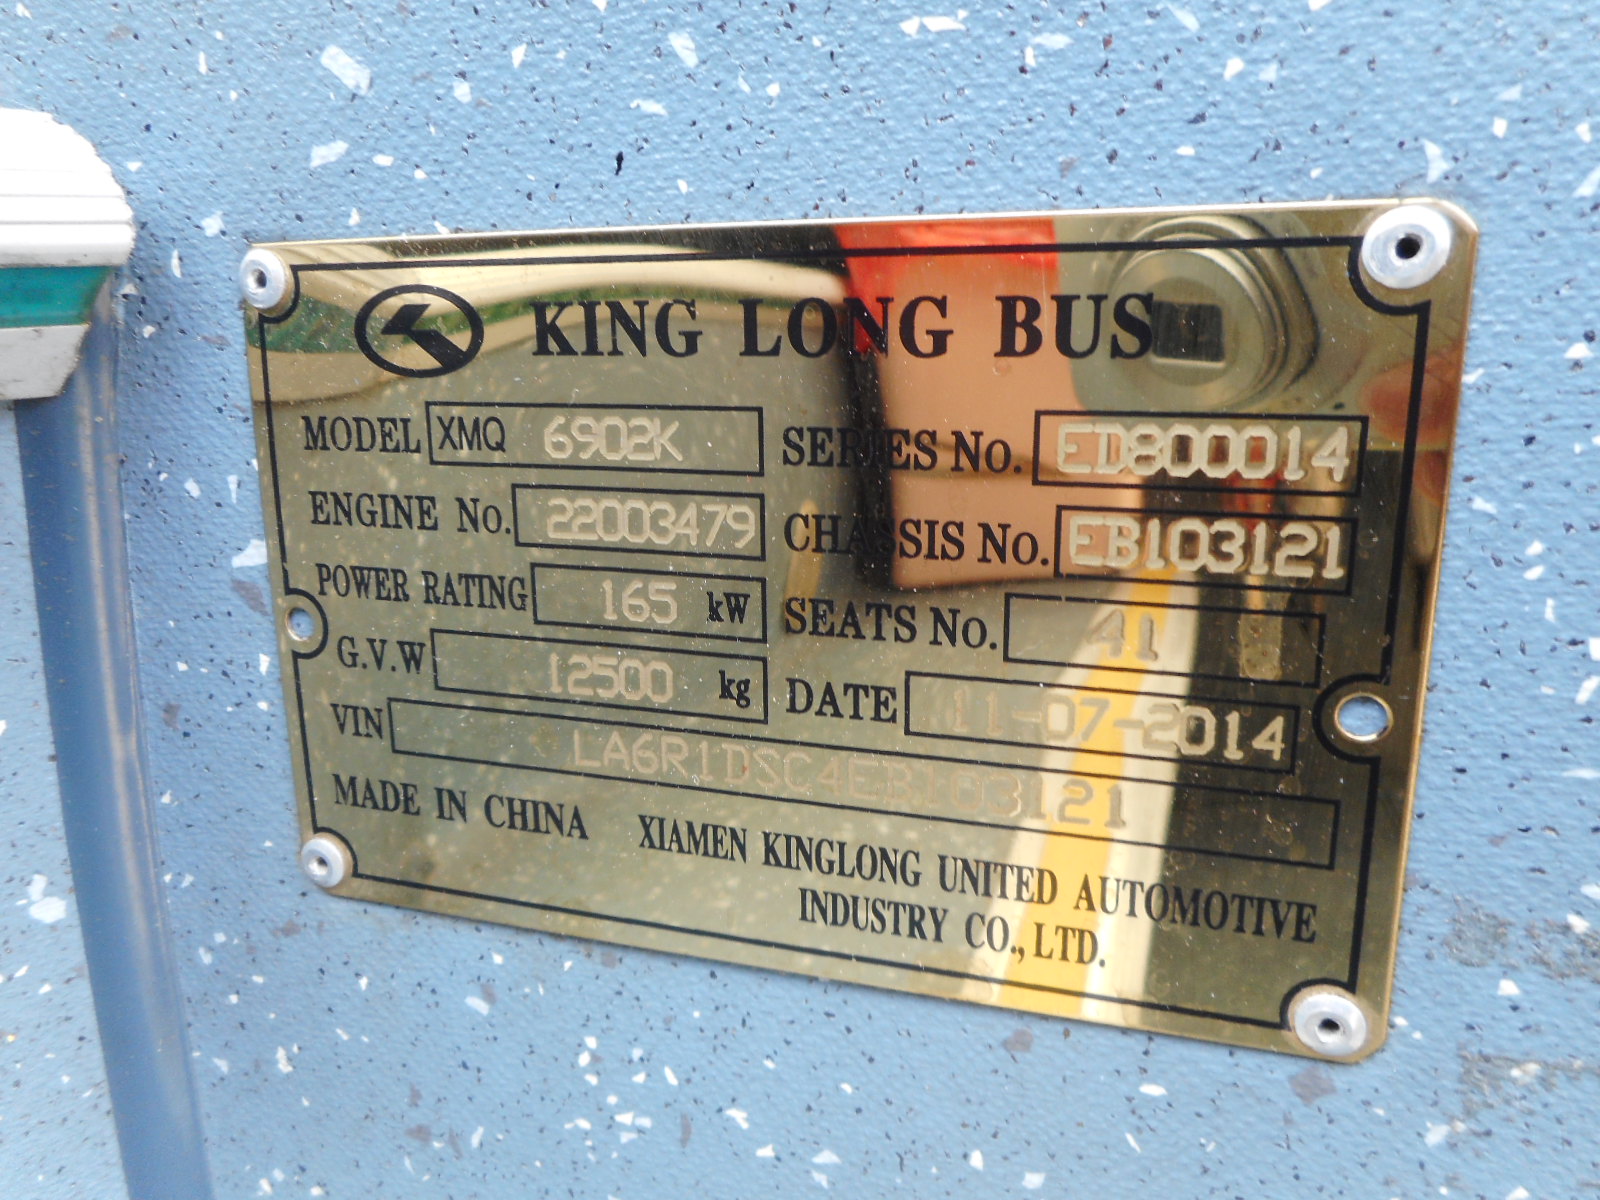 KING LONG BUS
MODEL XMQ 6902K SERIES No. ED800014
ENGINE No. 22003479 CHASSIS No. EB103121
POWER RATING 165 kW SEATS No. 41
G.V.W 12500 kg DATE 11-07-2014
VIN LA6R1DSC4EB103121
MADE IN CHINA XIAMEN KINGLONG UNITED AUTOMOTIVE
INDUSTRY CO., LTD.